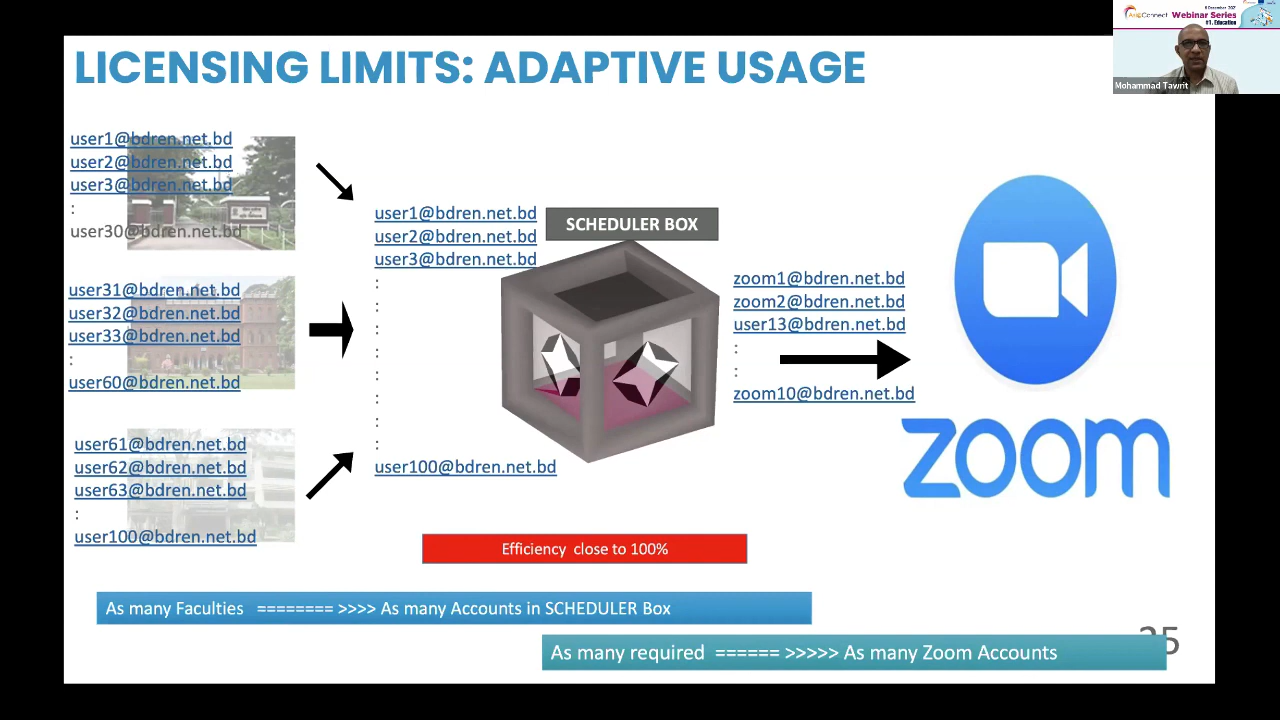 LICENSING LIMITS: ADAPTIVE USAGE
Connect
Webinar Series
#1. Education
Mohammad Tawrit
user1@bdren.net.bd
user2@bdren.net.bd
user3@bdren.net.bd
:
user30@bdren.net.bd
user31@bdren.net.bd
user32@bdren.net.bd
user33@bdren.net.bd
:
user60@bdren.net.bd
user61@bdren.net.bd
user62@bdren.net.bd
user63@bdren.net.bd
:
user100@bdren.net.bd
user1@bdren.net.bd
user2@bdren.net.bd
user3@bdren.net.bd
:
:
:
:
:
:
:
:
user100@bdren.net.bd
SCHEDULER BOX
zoom1@bdren.net.bd
zoom2@bdren.net.bd
user13@bdren.net.bd
:
:
zoom10@bdren.net.bd
zoom
Efficiency close to 100%
As many Faculties ======== >>>> As many Accounts in SCHEDULER Box
As many required ====== >>>>> As many Zoom Accounts